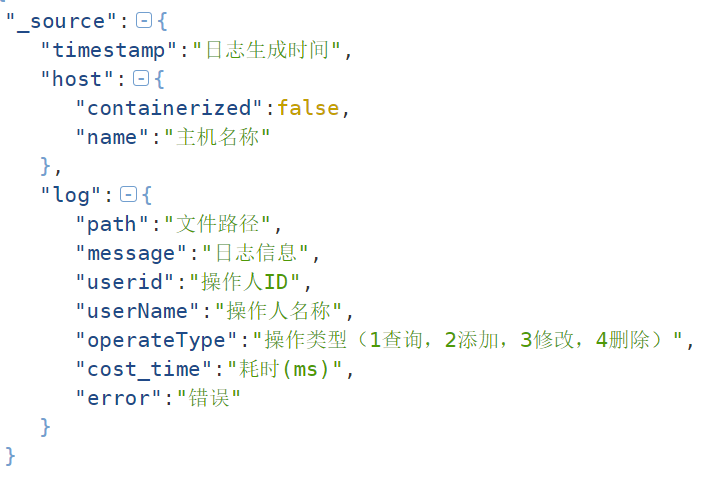 "_source":{
"timestamp":"日志生成时间",
"host":{
"containerized":false,
"name":"主机名称"
},
"log":{
"path":"文件路径",
"message":"日志信息",
"userid":"操作人ID",
"userName":"操作人名称",
"operateType":"操作类型（1查询，2添加，3修改，4删除）",
"cost_time":"耗时(ms)",
"error":"错误"
}
}